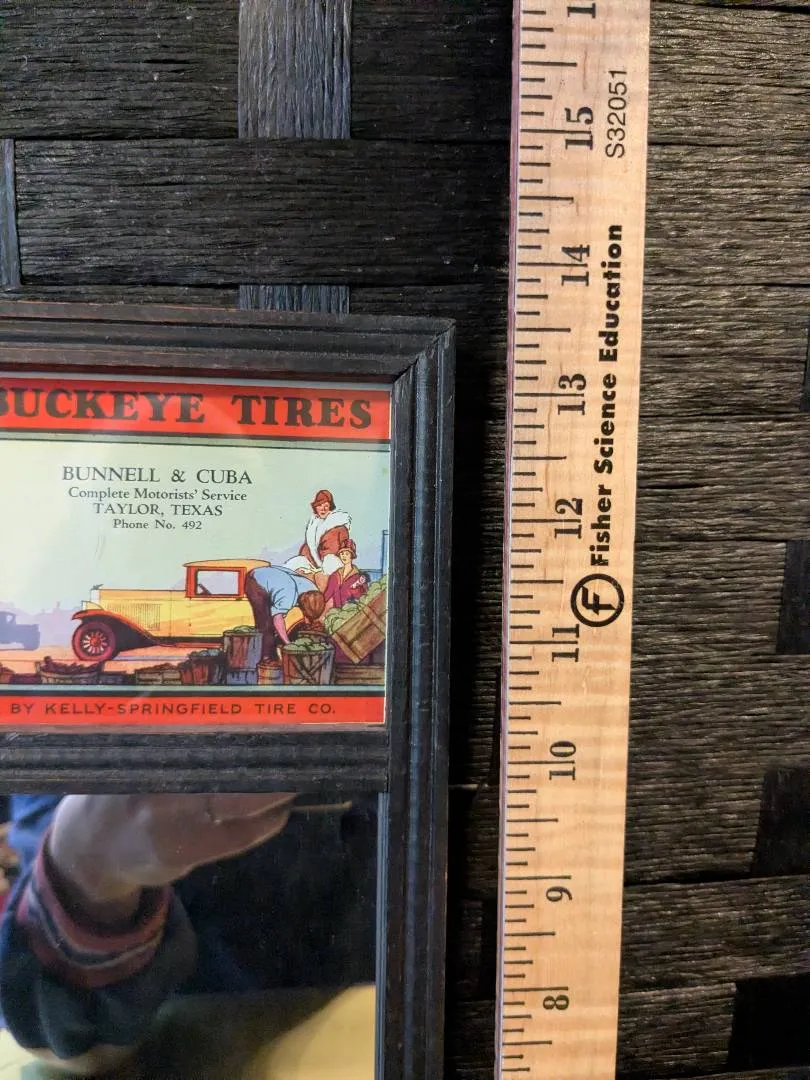 BUCKEYE TIRES
BUNNELL & CUBA
Complete Motorists' Service
TAYLOR, TEXAS
Phone No. 492
BY KELLY-SPRINGFIELD TIRE CO.
S32051
Fisher Science Education
f
15
14
13
12
11
10
9
8